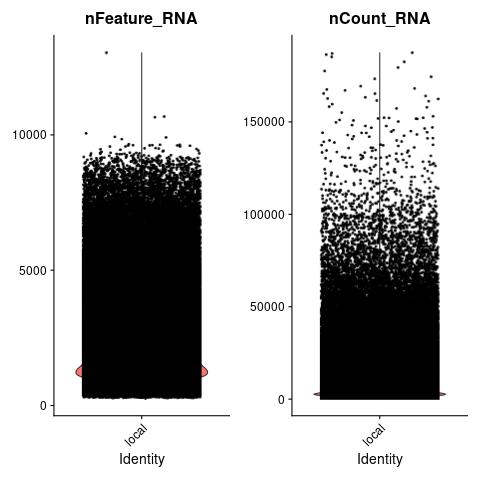 nFeature_RNA
10000
5000
0
local
Identity
nCount_RNA
150000
100000
50000
0
local
Identity